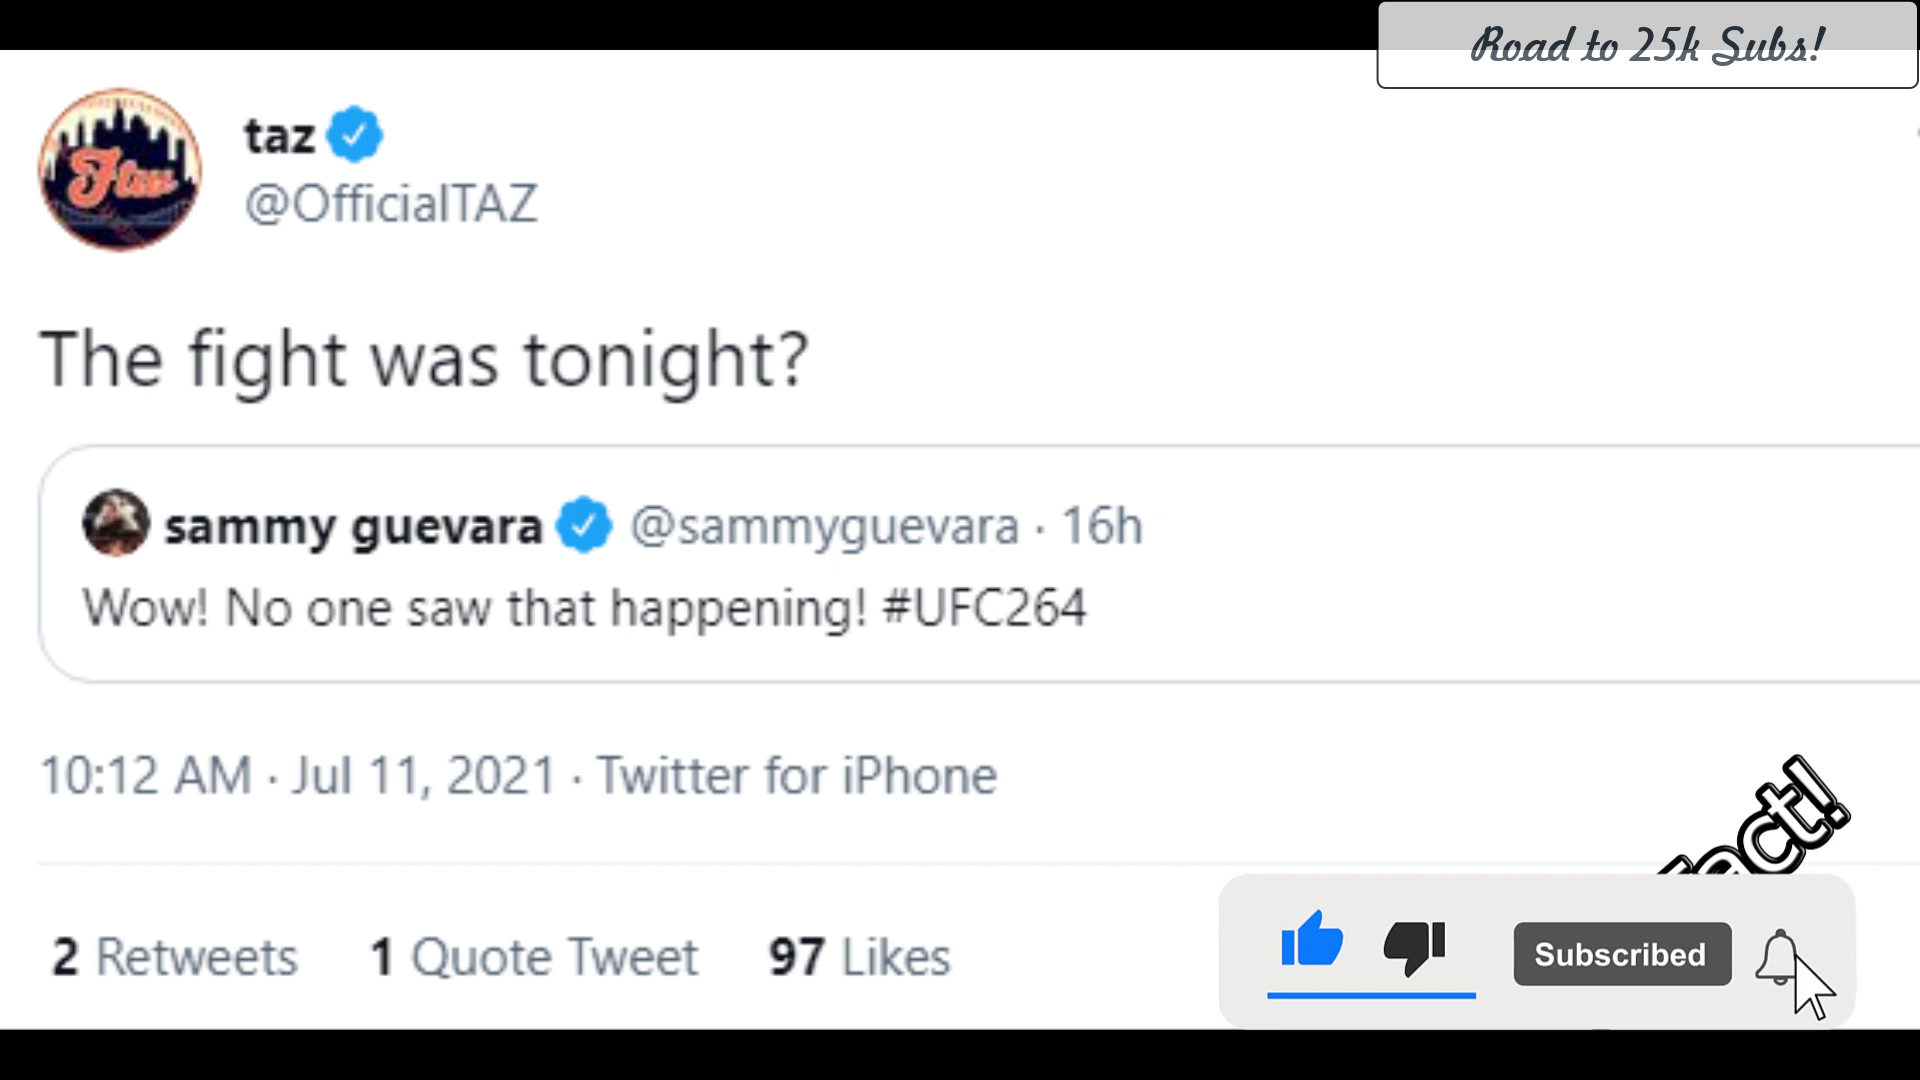 Road to 25k Subs!
taz
@OfficialTAZ
The fight was tonight?
sammy guevara @sammyguevara · 16h
Wow! No one saw that happening! #UFC264
10:12 AM · Jul 11, 2021 · Twitter for iPhone
2 Retweets 1 Quote Tweet 97 Likes
Subscribed